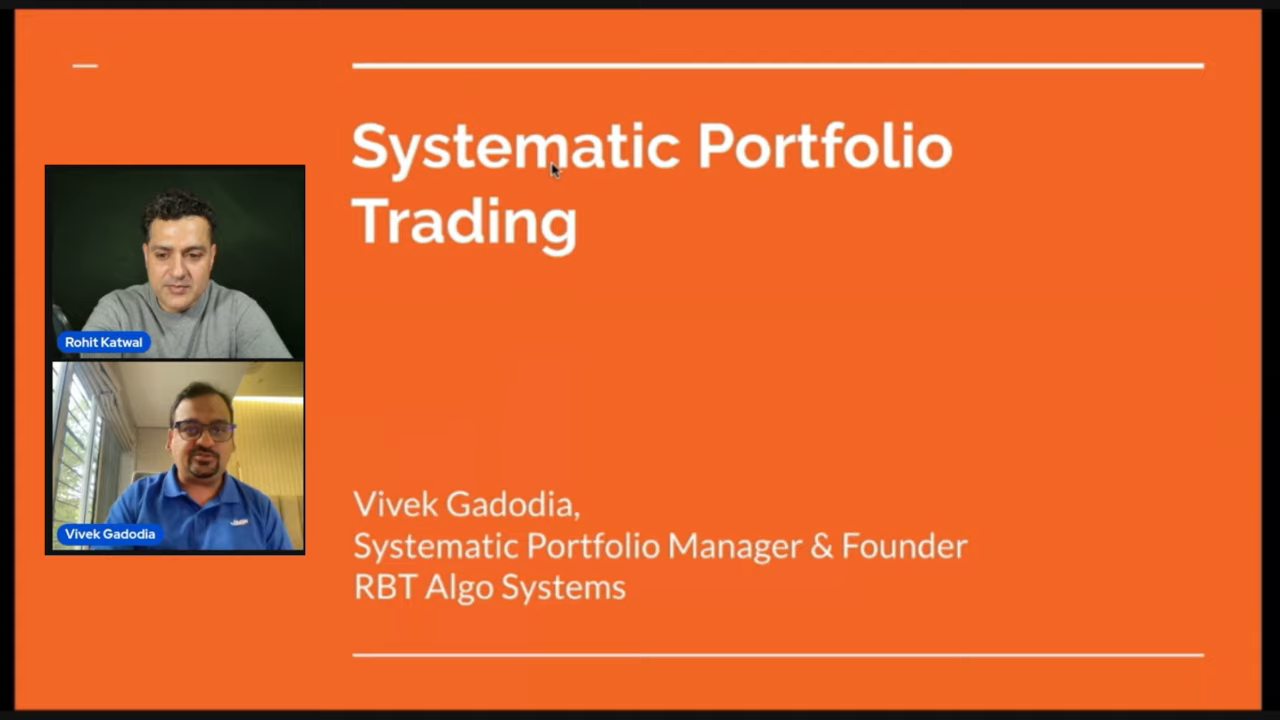 Systematic Portfolio
Trading
Rohit Katwal
Vivek Gadodia
Vivek Gadodia,
Systematic Portfolio Manager & Founder
RBT Algo Systems